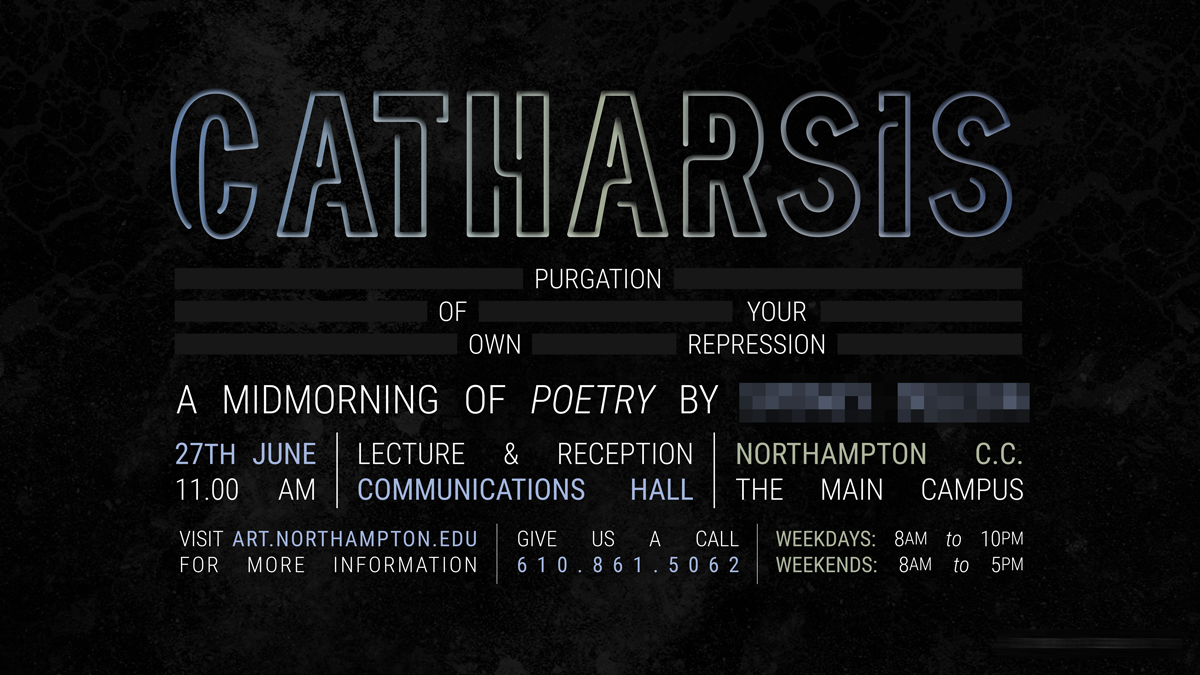 CATHARSIS
PURGATION
OF YOUR
OWN REPRESSION
A MIDMORNING OF POETRY BY
27TH JUNE
11.00 AM
LECTURE & RECEPTION
COMMUNICATIONS HALL
NORTHAMPTON C.C.
THE MAIN CAMPUS
VISIT ART.NORTHAMPTON.EDU
FOR MORE INFORMATION
GIVE US A CALL
610.861.5062
WEEKDAYS: 8AM to 10PM
WEEKENDS: 8AM to 5PM